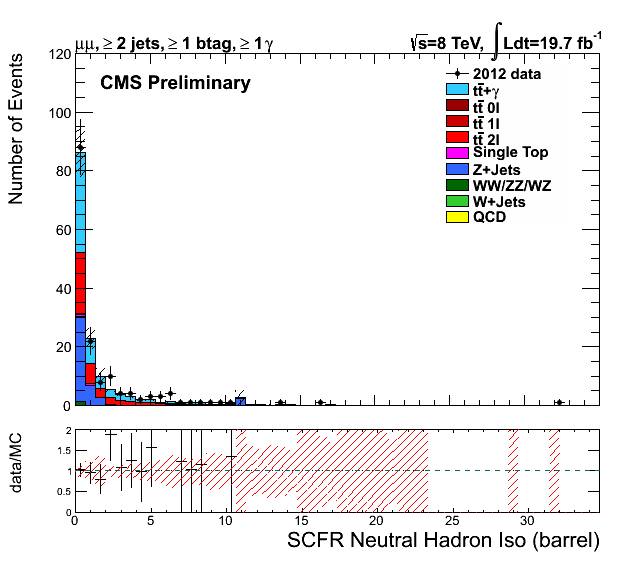 μμ, ≥ 2 jets, ≥ 1 btag, ≥ 1 γ
√s=8 TeV, ∫ Ldt=19.7 fb⁻¹
CMS Preliminary
2012 data
tt̄+γ
tt̄ 0l
tt̄ 1l
tt̄ 2l
Single Top
Z+Jets
WW/ZZ/WZ
W+Jets
QCD
Number of Events
120
100
80
60
40
20
0
data/MC
2
1.5
1
0.5
0
0 5 10 15 20 25 30
SCFR Neutral Hadron Iso (barrel)